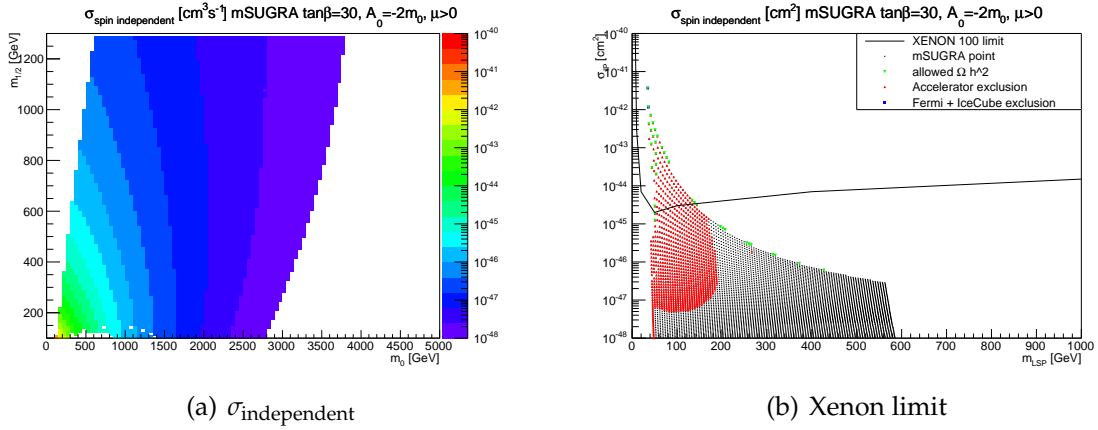 σ spin independent [cm³s⁻¹] mSUGRA tanβ=30, A₀=-2m₀, μ>0
m₁/₂ [GeV]
1200
1000
800
600
400
200
0 500 1000 1500 2000 2500 3000 3500 4000 4500 5000
m₀ [GeV]
10⁻⁴⁰
10⁻⁴¹
10⁻⁴²
10⁻⁴³
10⁻⁴⁴
10⁻⁴⁵
10⁻⁴⁶
10⁻⁴⁷
10⁻⁴⁸
(a) σindependent
σ spin independent [cm²] mSUGRA tanβ=30, A₀=-2m₀, μ>0
[cm²]
10⁻⁴⁰
10⁻⁴¹
10⁻⁴²
10⁻⁴³
10⁻⁴⁴
10⁻⁴⁵
10⁻⁴⁶
10⁻⁴⁷
10⁻⁴⁸
XENON 100 limit
mSUGRA point
allowed Ω h^2
Accelerator exclusion
Fermi + IceCube exclusion
0 100 200 300 400 500 600 700 800 900 1000
m_LSP [GeV]
(b) Xenon limit